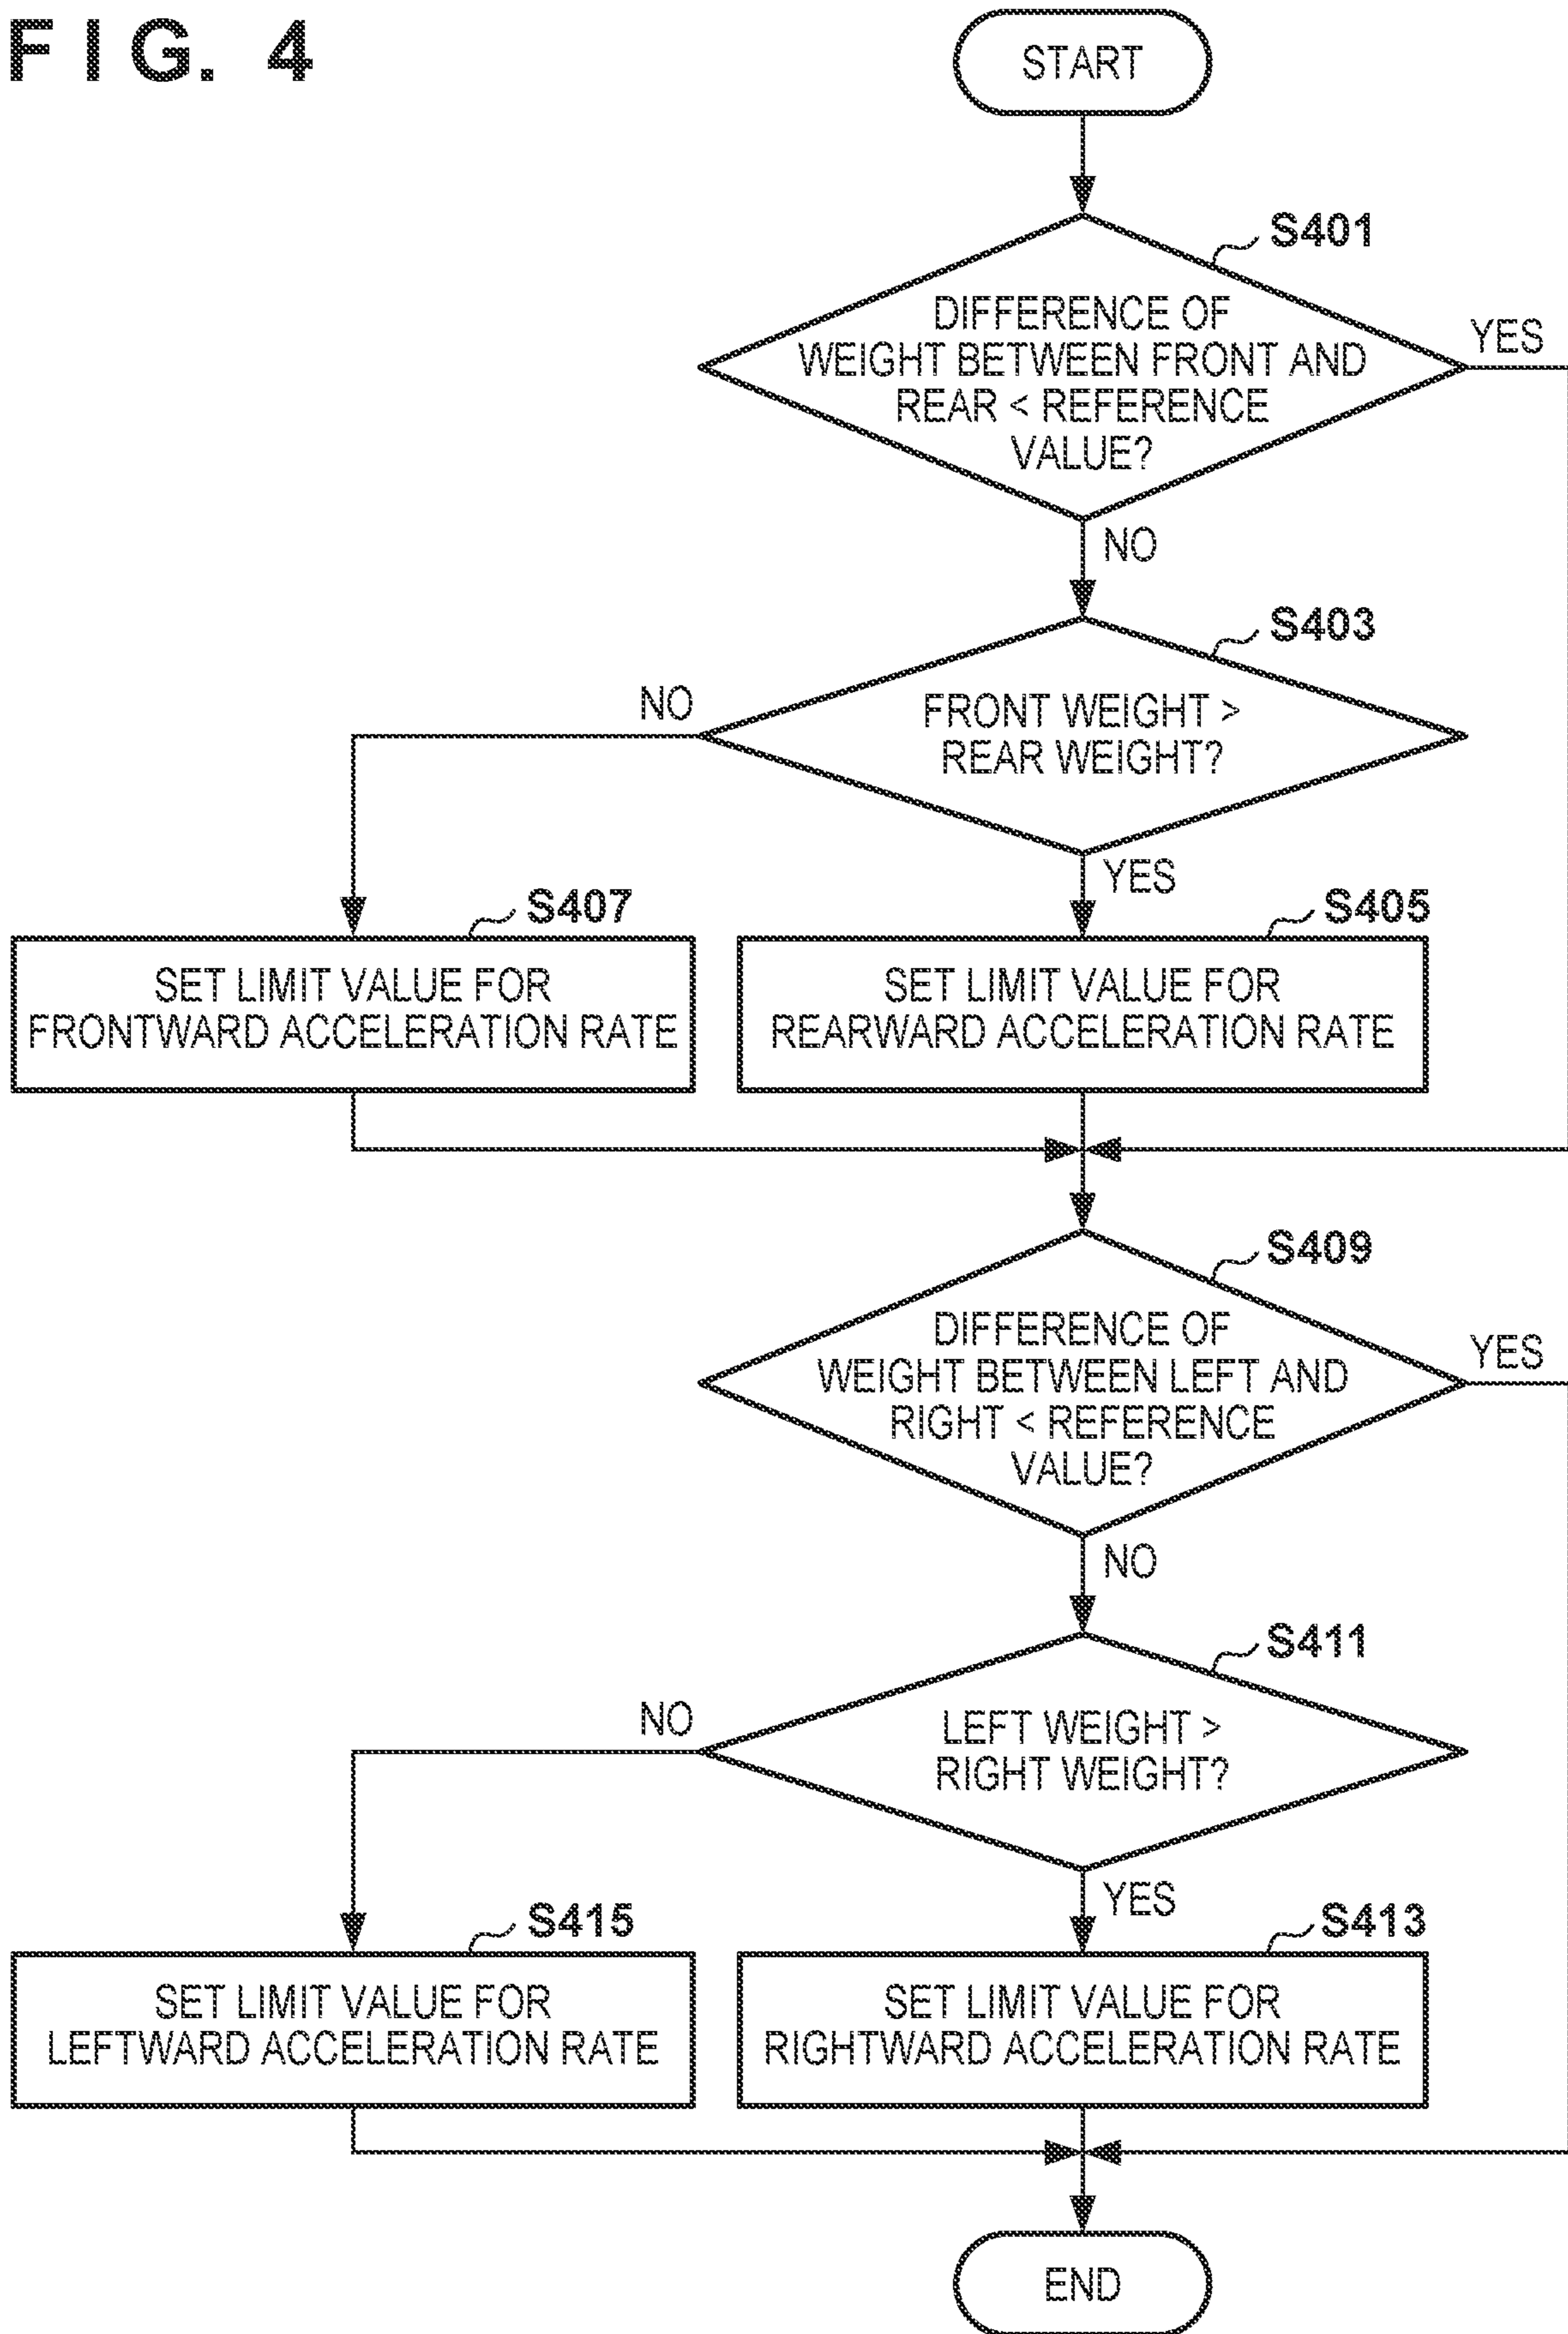 FIG. 4
START
S401
DIFFERENCE OF
WEIGHT BETWEEN FRONT AND
REAR < REFERENCE
VALUE?
YES
NO
S403
FRONT WEIGHT >
REAR WEIGHT?
NO
YES
S407
SET LIMIT VALUE FOR
FRONTWARD ACCELERATION RATE
S405
SET LIMIT VALUE FOR
REARWARD ACCELERATION RATE
S409
DIFFERENCE OF
WEIGHT BETWEEN LEFT AND
RIGHT < REFERENCE
VALUE?
YES
NO
S411
LEFT WEIGHT >
RIGHT WEIGHT?
NO
YES
S415
SET LIMIT VALUE FOR
LEFTWARD ACCELERATION RATE
S413
SET LIMIT VALUE FOR
RIGHTWARD ACCELERATION RATE
END